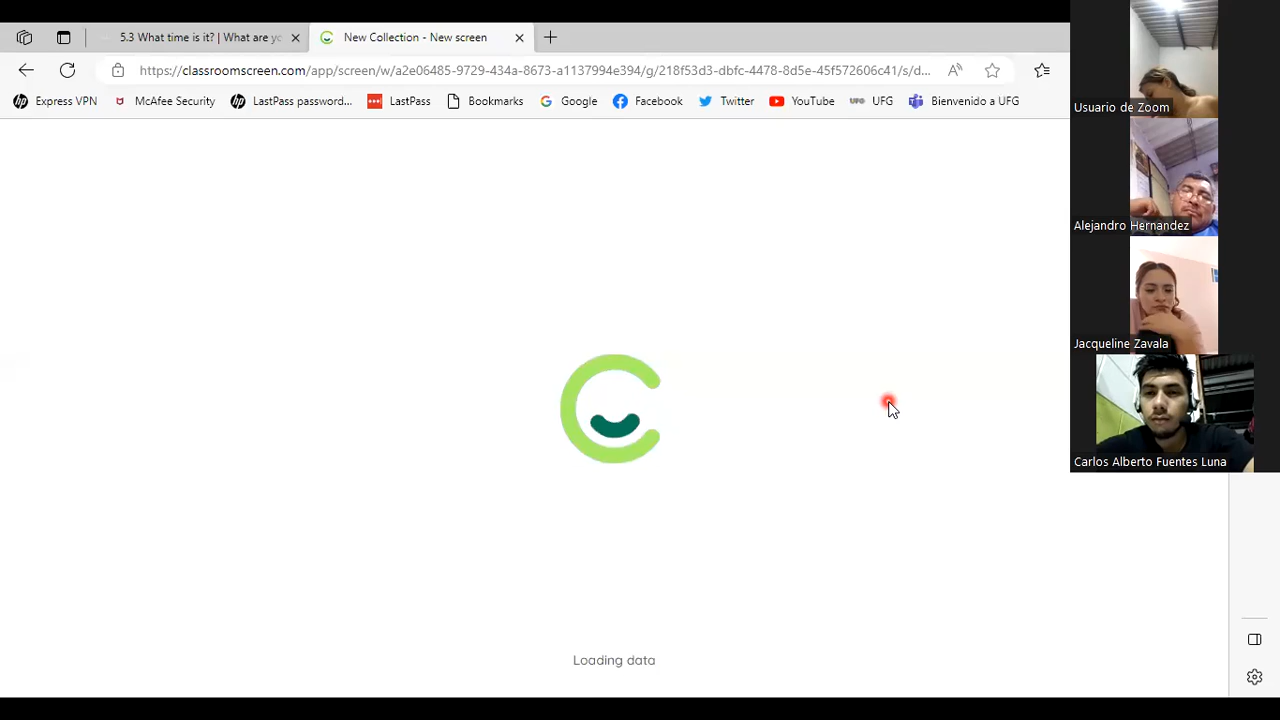 5.3 What time is it? | What are yo
New Collection - New screen
https://classroomscreen.com/app/screen/w/a2e06485-9729-434a-8673-a1137994e394/g/218f53d3-dbfc-4478-8d5e-45f572606c41/s/d...
Express VPN
McAfee Security
LastPass password...
LastPass
Bookmarks
Google
Facebook
Twitter
YouTube
UFG
Bienvenido a UFG
Usuario de Zoom
Alejandro Hernández
Jacqueline Zavala
Carlos Alberto Fuentes Luna
Loading data